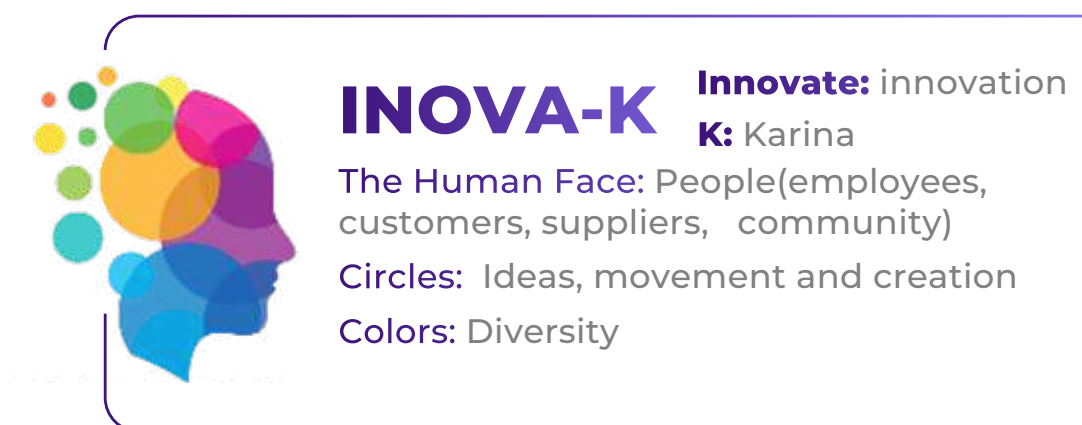 INOVA-K
Innovate: innovation
K: Karina
The Human Face: People(employees,
customers, suppliers, community)
Circles: Ideas, movement and creation
Colors: Diversity